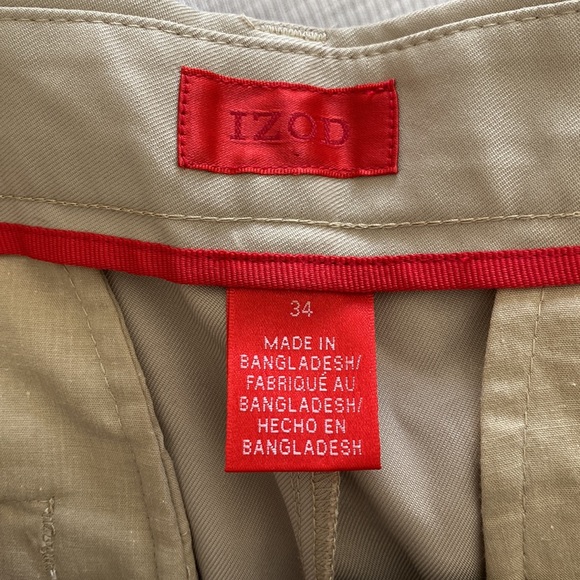 IZOD
34
MADE IN
BANGLADESH/
FABRIQUÉ AU
BANGLADESH/
HECHO EN
BANGLADESH